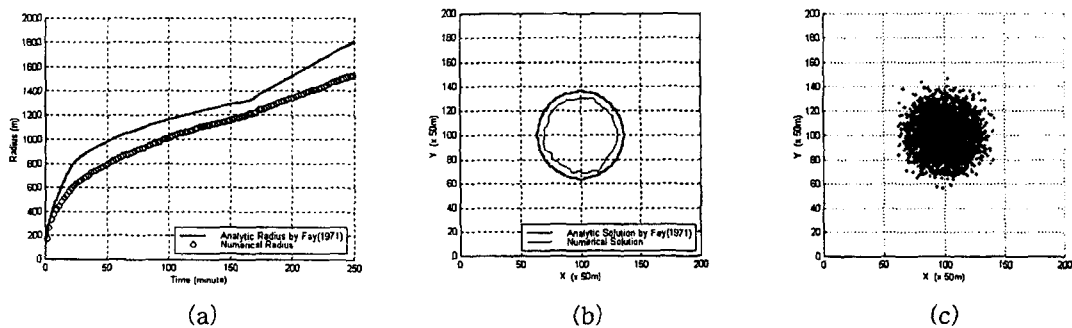 2000
1800
1600
1400
1200
1000
800
600
400
200
0
Radius (m)
0 50 100 150 200 250
Time (minute)
Analytic Radius by Fay(1971)
Numerical Radius
(a)
200
180
160
140
120
100
80
60
40
20
0
Y (x 50m)
0 50 100 150 200
X (x 50m)
Analytic Solution by Fay(1971)
Numerical Solution
(b)
200
180
160
140
120
100
80
60
40
20
0
Y (x 50m)
0 50 100 150 200
X (x 50m)
(c)